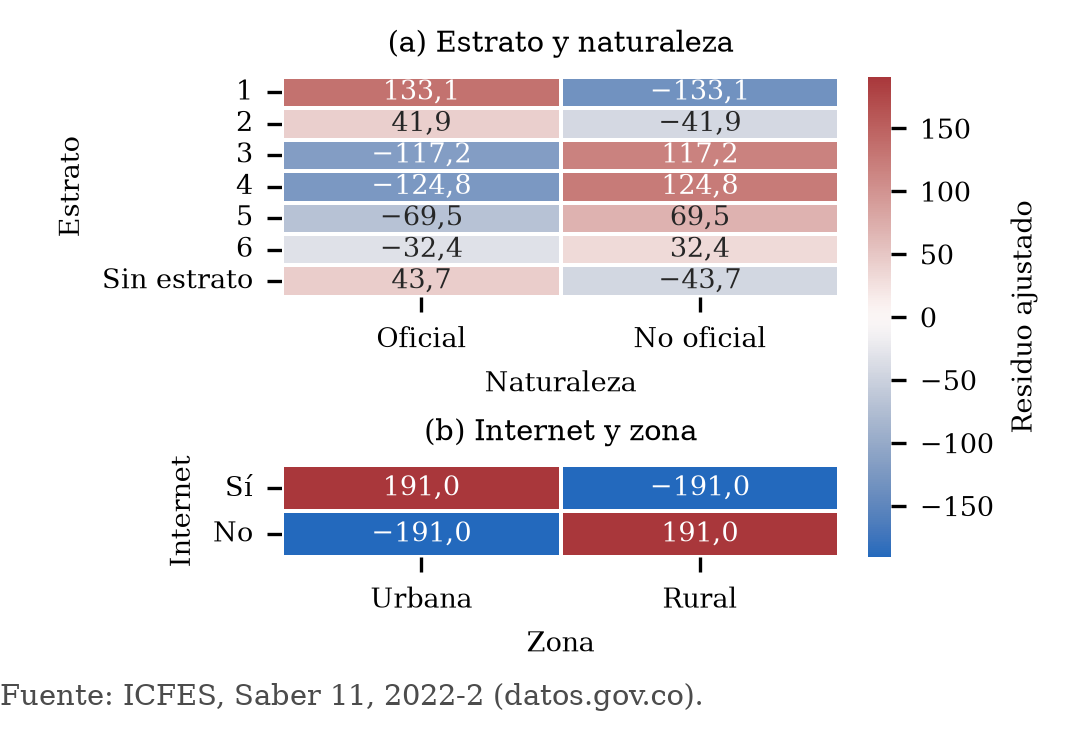 (a) Estrato y naturaleza
Estrato
1 133,1 −133,1
2 41,9 −41,9
3 −117,2 117,2
4 −124,8 124,8
5 −69,5 69,5
6 −32,4 32,4
Sin estrato 43,7 −43,7
Oficial No oficial
Naturaleza
(b) Internet y zona
Internet
Sí 191,0 −191,0
No −191,0 191,0
Urbana Rural
Zona
150
100
50
0
−50
−100
−150
Residuo ajustado
Fuente: ICFES, Saber 11, 2022-2 (datos.gov.co).